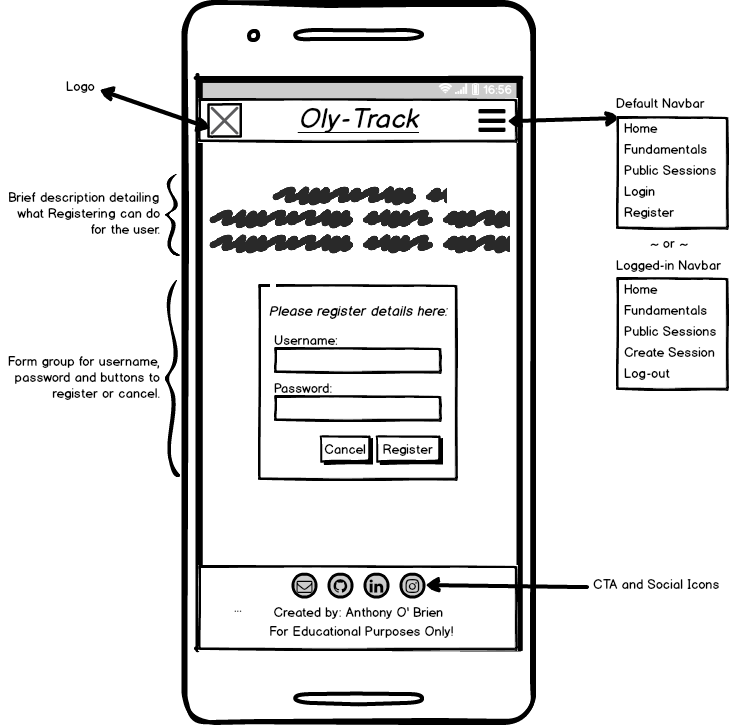 16:56
Logo
Oly-Track
Default Navbar
Home
Fundamentals
Public Sessions
Login
Register
~ or ~
Logged-in Navbar
Home
Fundamentals
Public Sessions
Create Session
Log-out
Brief description detailing
what Registering can do
for the user.
Please register details here:
Username:
Password:
Cancel
Register
Form group for username,
password and buttons to
register or cancel.
in
CTA and Social Icons
...
Created by: Anthony O' Brien
For Educational Purposes Only!